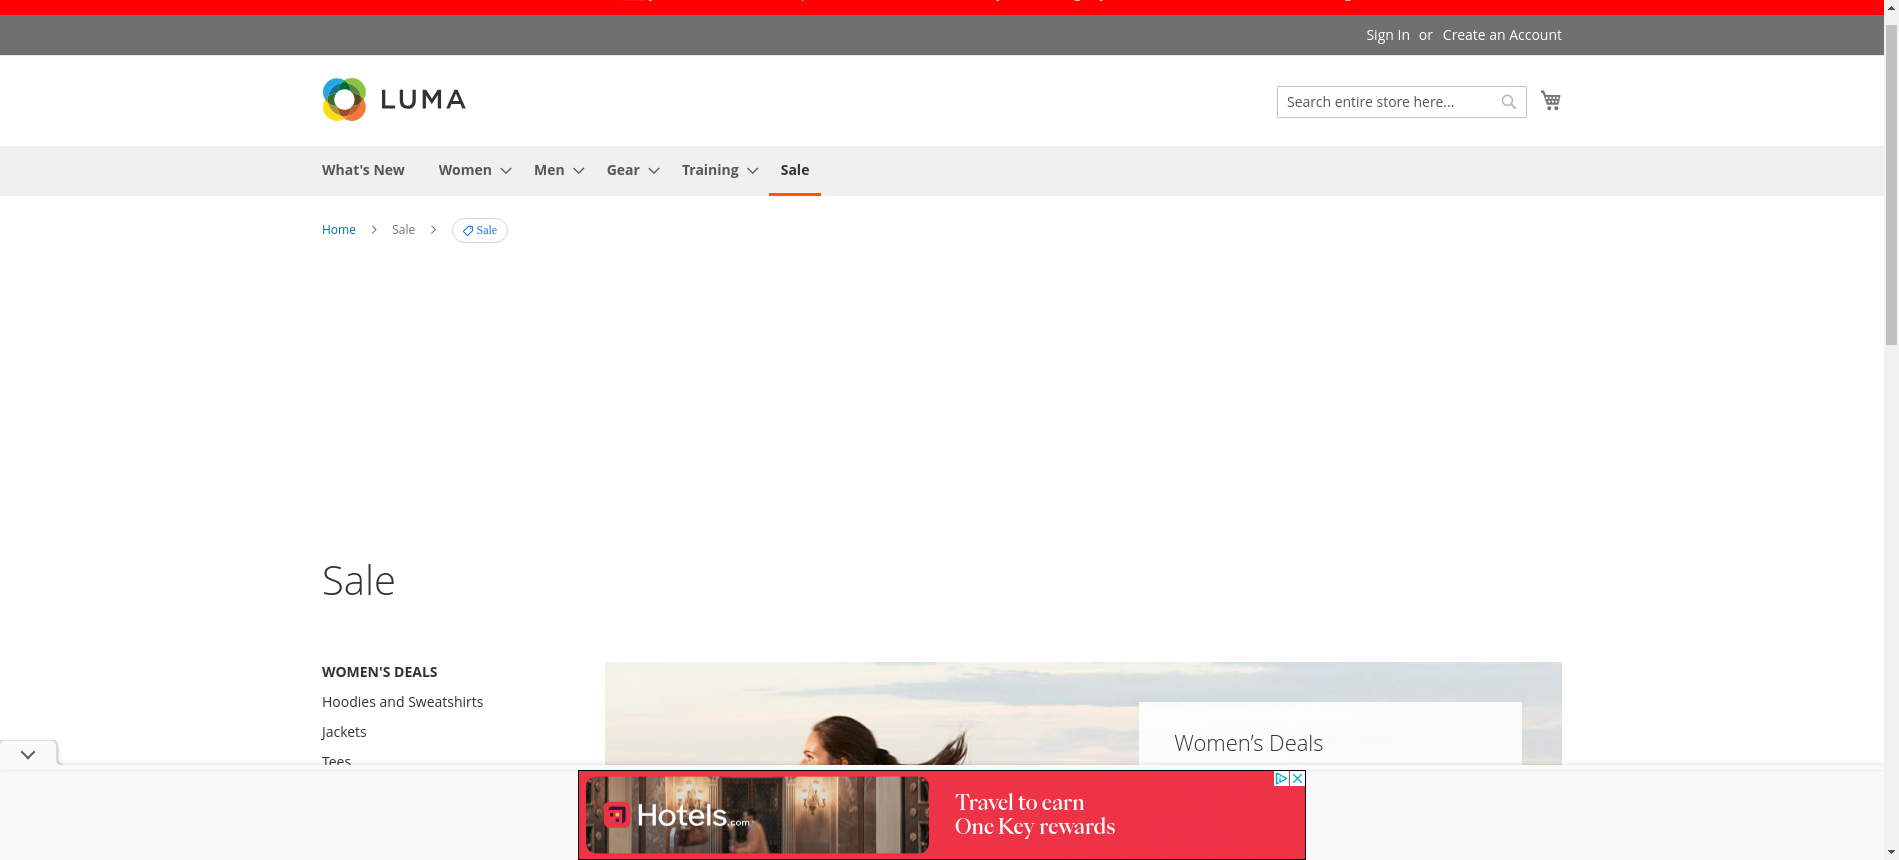 Sign In or Create an Account
LUMA
Search entire store here...
What's New Women Men Gear Training Sale
Home Sale Sale
Sale
WOMEN'S DEALS
Hoodies and Sweatshirts
Jackets
Tees
Women’s Deals
Hotels.com
Travel to earn
One Key rewards